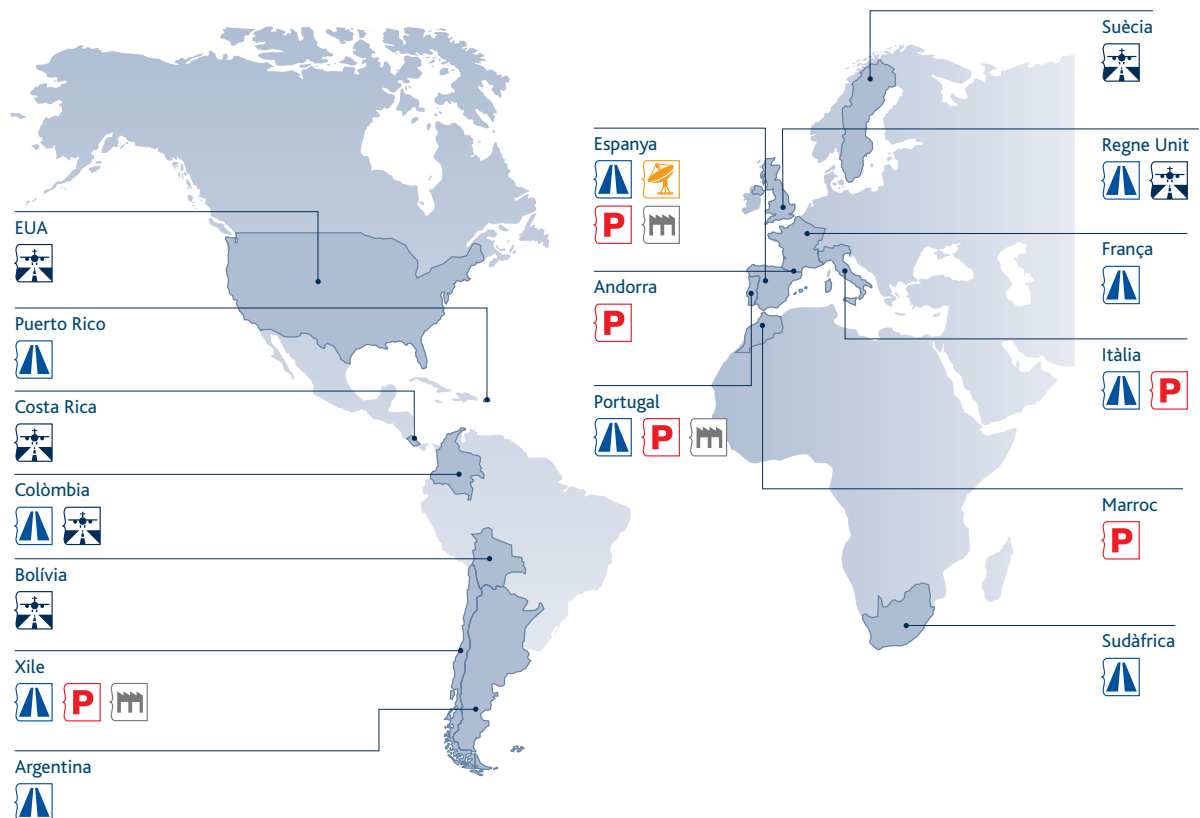 EUA
Puerto Rico
Costa Rica
Colòmbia
Bolívia
Xile
P
Argentina
Espanya
P
Andorra
P
Portugal
P
Suècia
Regne Unit
França
Itàlia
P
Marroc
P
Sudàfrica